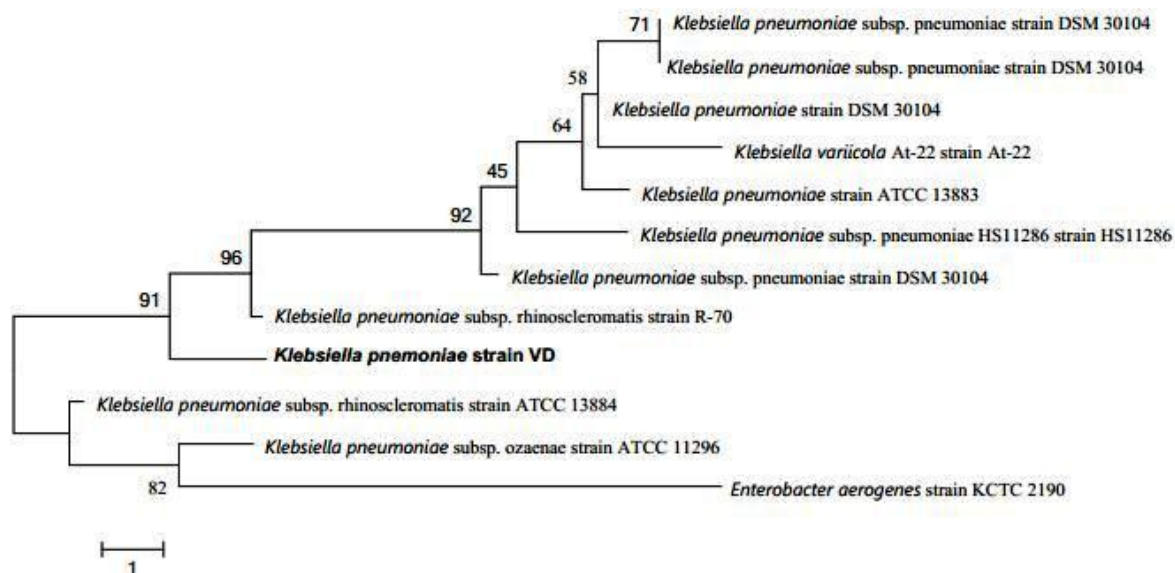 71
Klebsiella pneumoniae subsp. pneumoniae strain DSM 30104
Klebsiella pneumoniae subsp. pneumoniae strain DSM 30104
58
Klebsiella pneumoniae strain DSM 30104
64
Klebsiella variicola At-22 strain At-22
45
Klebsiella pneumoniae strain ATCC 13883
92
Klebsiella pneumoniae subsp. pneumoniae HS11286 strain HS11286
96
Klebsiella pneumoniae subsp. pneumoniae strain DSM 30104
91
Klebsiella pneumoniae subsp. rhinoscleromatis strain R-70
Klebsiella pnemoniae strain VD
Klebsiella pneumoniae subsp. rhinoscleromatis strain ATCC 13884
Klebsiella pneumoniae subsp. ozaenae strain ATCC 11296
82
Enterobacter aerogenes strain KCTC 2190
1